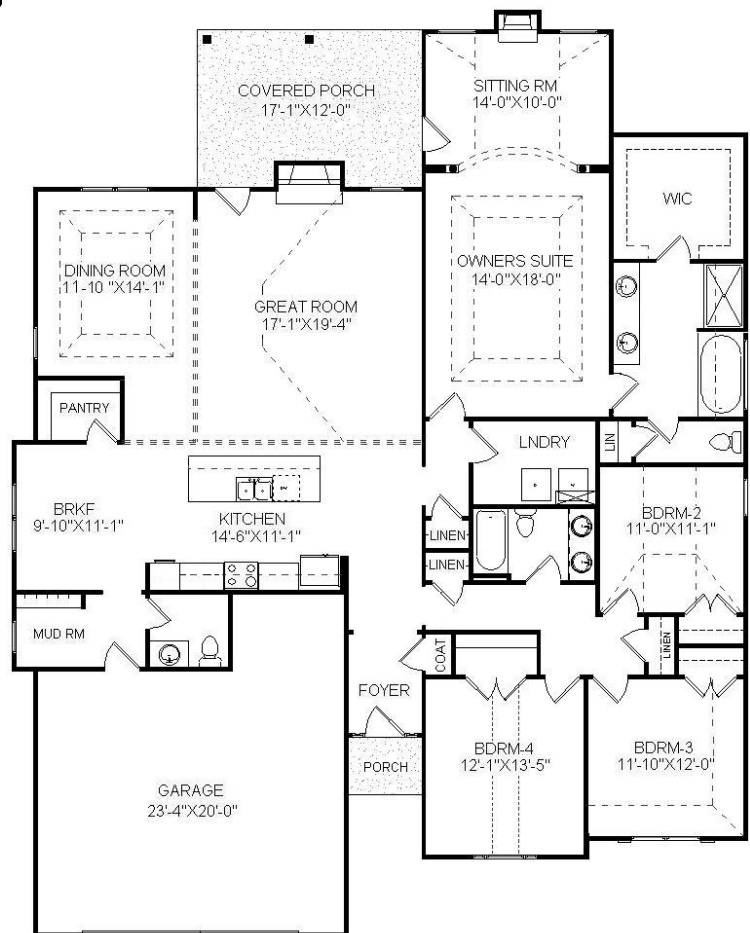 COVERED PORCH
17'-1"X12'-0"
SITTING RM
14'-0"X10'-0"
WIC
DINING ROOM
11-10 "X14'-1"
OWNERS SUITE
14'-0"X18'-0"
GREAT ROOM
17'-1"X19'-4"
PANTRY
LNDRY
LIN
BRKF
9'-10"X11'-1"
KITCHEN
14'-6"X11'-1"
BDRM-2
11'-0"X11'-1"
LINEN
LINEN
MUD RM
COAT
LINEN
FOYER
BDRM-4
12'-1"X13'-5"
BDRM-3
11'-10"X12'-0"
PORCH
GARAGE
23'-4"X20'-0"